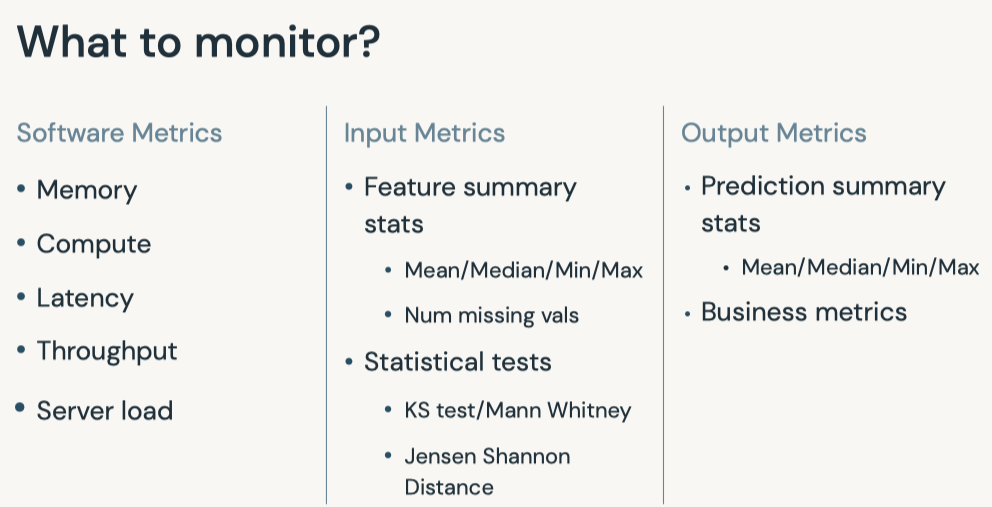 What to monitor?
Software Metrics
• Memory
• Compute
• Latency
• Throughput
• Server load
Input Metrics
• Feature summary
stats
• Mean/Median/Min/Max
• Num missing vals
• Statistical tests
• KS test/Mann Whitney
• Jensen Shannon
Distance
Output Metrics
• Prediction summary
stats
• Mean/Median/Min/Max
• Business metrics